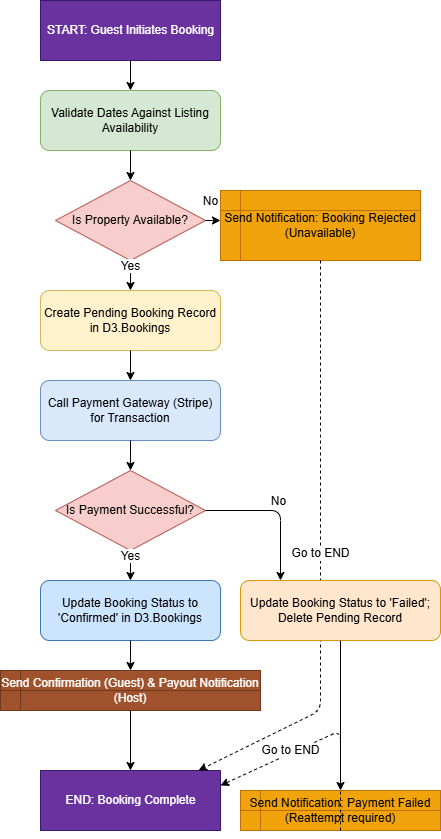 START: Guest Initiates Booking
Validate Dates Against Listing
Availability
Is Property Available?
No
Send Notification: Booking Rejected
(Unavailable)
Yes
Create Pending Booking Record
in D3.Bookings
Call Payment Gateway (Stripe)
for Transaction
Is Payment Successful?
No
Yes
Go to END
Update Booking Status to
'Confirmed' in D3.Bookings
Update Booking Status to 'Failed';
Delete Pending Record
Send Confirmation (Guest) & Payout Notification
(Host)
Go to END
END: Booking Complete
Send Notification: Payment Failed
(Reattempt required)